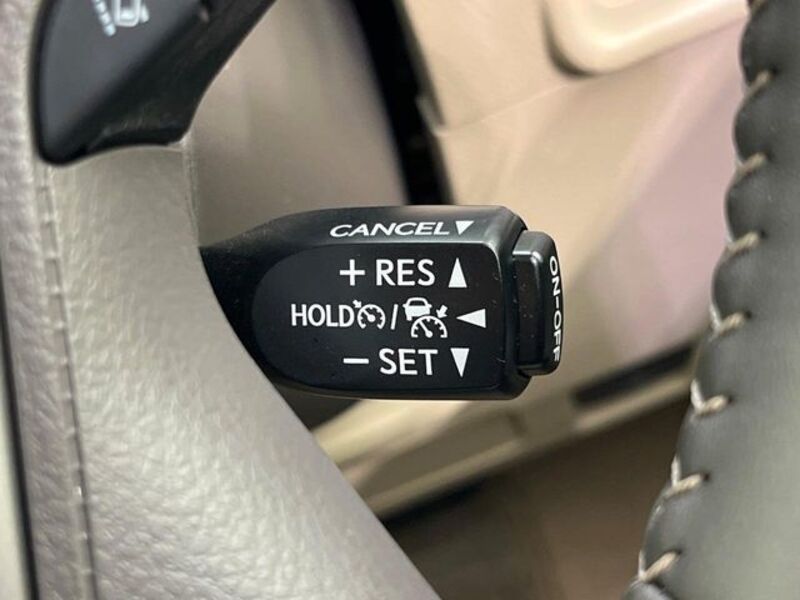 CANCEL▼
+ RES ▲
HOLD / ◀
− SET ▼
ON-OFF